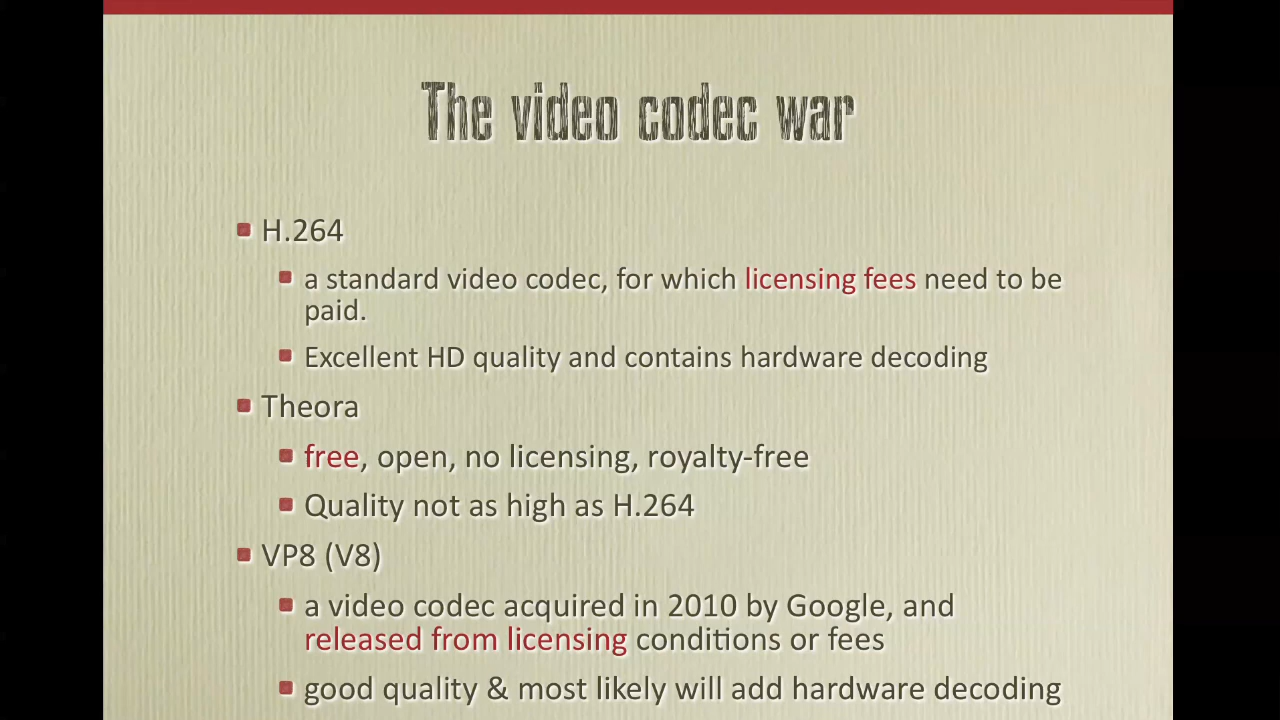 The video codec war
H.264
a standard video codec, for which licensing fees need to be
paid.
Excellent HD quality and contains hardware decoding
Theora
free, open, no licensing, royalty-free
Quality not as high as H.264
VP8 (V8)
a video codec acquired in 2010 by Google, and
released from licensing conditions or fees
good quality & most likely will add hardware decoding